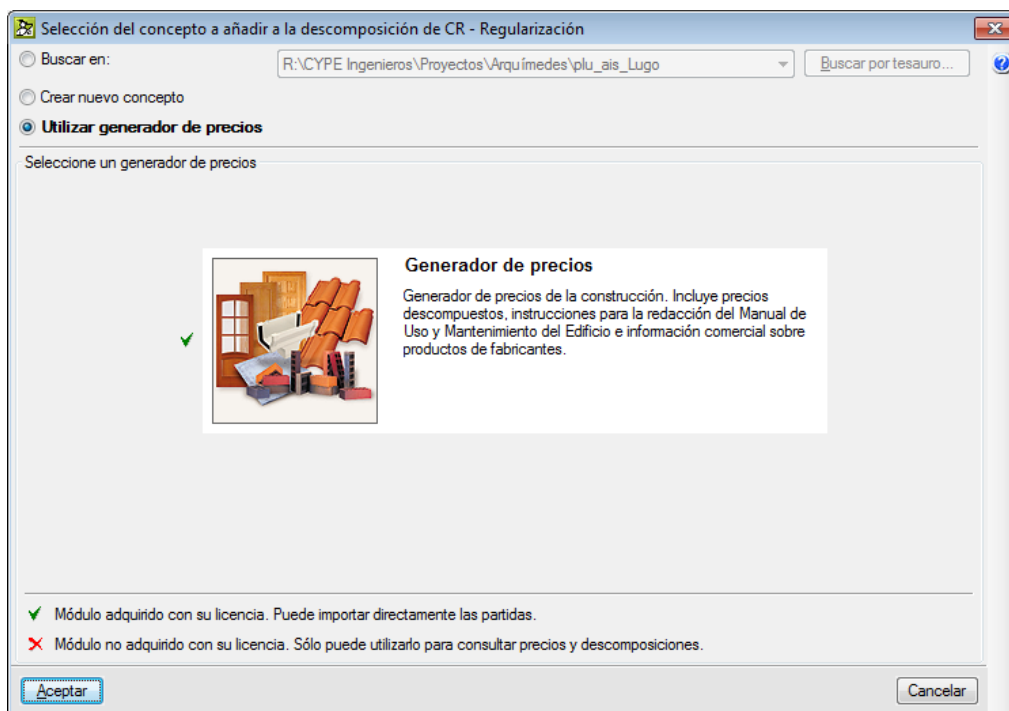 Selección del concepto a añadir a la descomposición de CR - Regularización
Buscar en:
R:\CYPE Ingenieros\Proyectos\Arquímedes\plu_ais_Lugo
Buscar por tesauro...
Crear nuevo concepto
Utilizar generador de precios
Seleccione un generador de precios
Generador de precios
Generador de precios de la construcción. Incluye precios
descompuestos, instrucciones para la redacción del Manual de
Uso y Mantenimiento del Edificio e información comercial sobre
productos de fabricantes.
Módulo adquirido con su licencia. Puede importar directamente las partidas.
Módulo no adquirido con su licencia. Sólo puede utilizarlo para consultar precios y descomposiciones.
Aceptar
Cancelar